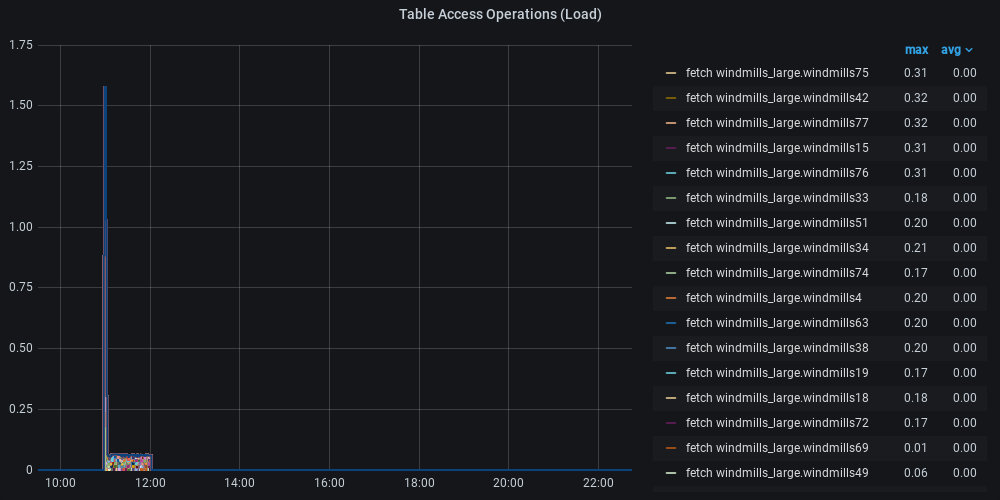 Table Access Operations (Load)
1.75
1.50
1.25
1.00
0.75
0.50
0.25
0
10:00 12:00 14:00 16:00 18:00 20:00 22:00
max avg
fetch windmills_large.windmills75 0.31 0.00
fetch windmills_large.windmills42 0.32 0.00
fetch windmills_large.windmills77 0.32 0.00
fetch windmills_large.windmills15 0.31 0.00
fetch windmills_large.windmills76 0.31 0.00
fetch windmills_large.windmills33 0.18 0.00
fetch windmills_large.windmills51 0.20 0.00
fetch windmills_large.windmills34 0.21 0.00
fetch windmills_large.windmills74 0.17 0.00
fetch windmills_large.windmills4 0.20 0.00
fetch windmills_large.windmills63 0.20 0.00
fetch windmills_large.windmills38 0.20 0.00
fetch windmills_large.windmills19 0.17 0.00
fetch windmills_large.windmills18 0.18 0.00
fetch windmills_large.windmills72 0.17 0.00
fetch windmills_large.windmills69 0.01 0.00
fetch windmills_large.windmills49 0.06 0.00